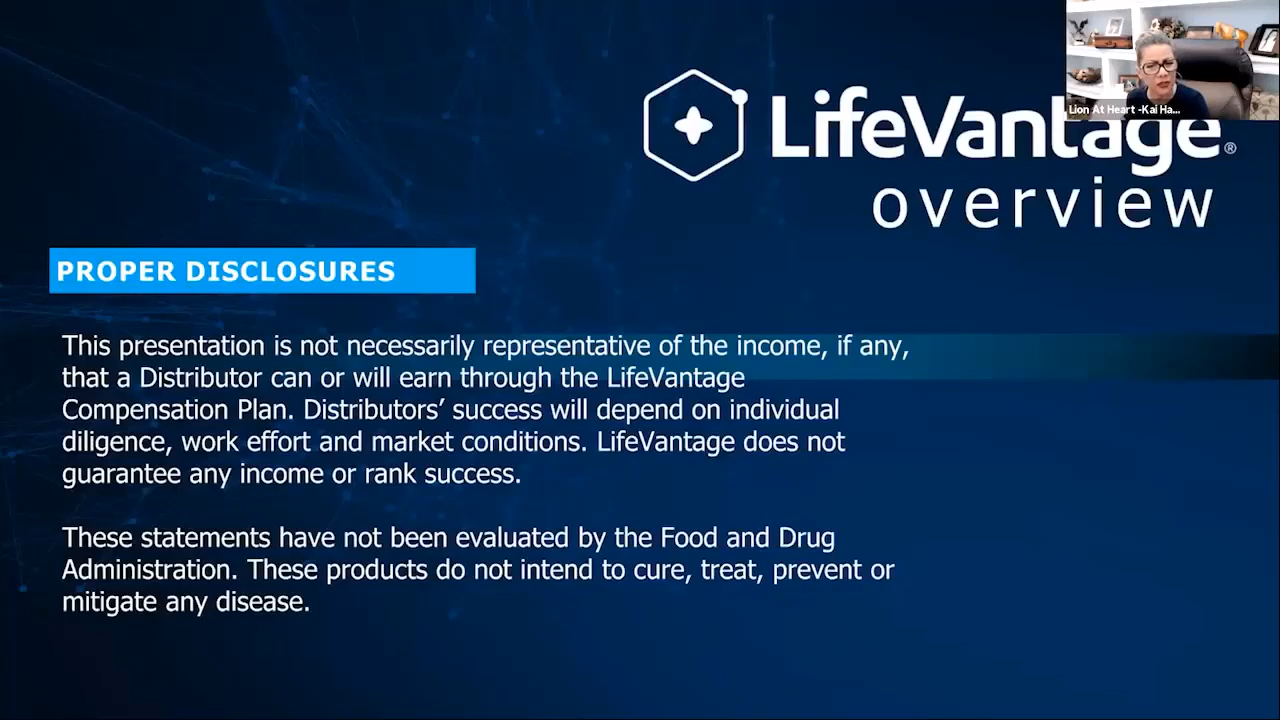 Lion At Heart -Kai Ha...
LifeVantage®
overview
PROPER DISCLOSURES
This presentation is not necessarily representative of the income, if any,
that a Distributor can or will earn through the LifeVantage
Compensation Plan. Distributors’ success will depend on individual
diligence, work effort and market conditions. LifeVantage does not
guarantee any income or rank success.
These statements have not been evaluated by the Food and Drug
Administration. These products do not intend to cure, treat, prevent or
mitigate any disease.